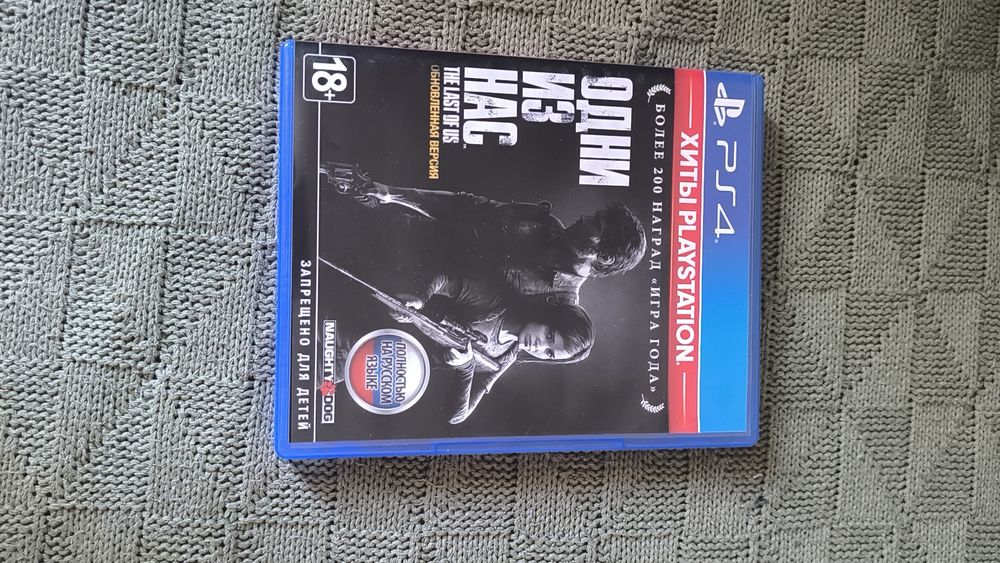 PS4
ХИТЫ PLAYSTATION
БОЛЕЕ 200 НАГРАД «ИГРА ГОДА»
ОДНИ
ИЗ
НАС™
THE LAST OF US
ОБНОВЛЕННАЯ ВЕРСИЯ
ПОЛНОСТЬЮ
НА РУССКОМ
ЯЗЫКЕ
NAUGHTY DOG
18+
ЗАПРЕЩЕНО ДЛЯ ДЕТЕЙ